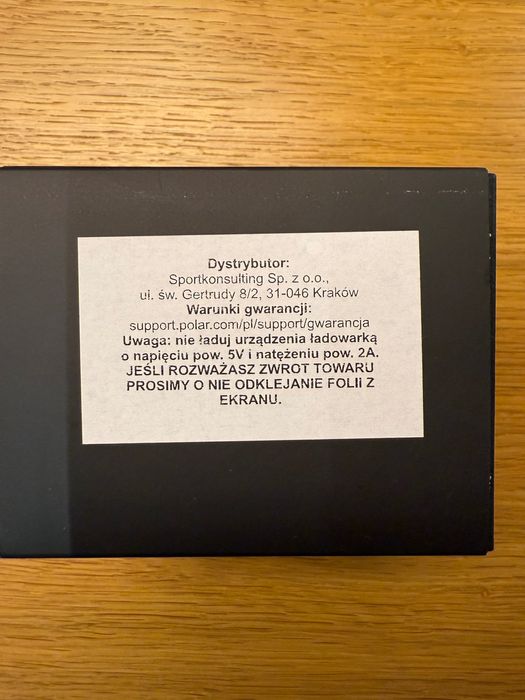 Dystrybutor:
Sportkonsulting Sp. z o.o.,
ul. św. Gertrudy 8/2, 31-046 Kraków
Warunki gwarancji:
support.polar.com/pl/support/gwarancja
Uwaga: nie ładuj urządzenia ładowarką
o napięciu pow. 5V i natężeniu pow. 2A.
JEŚLI ROZWAŻASZ ZWROT TOWARU
PROSIMY O NIE ODKLEJANIE FOLII Z
EKRANU.